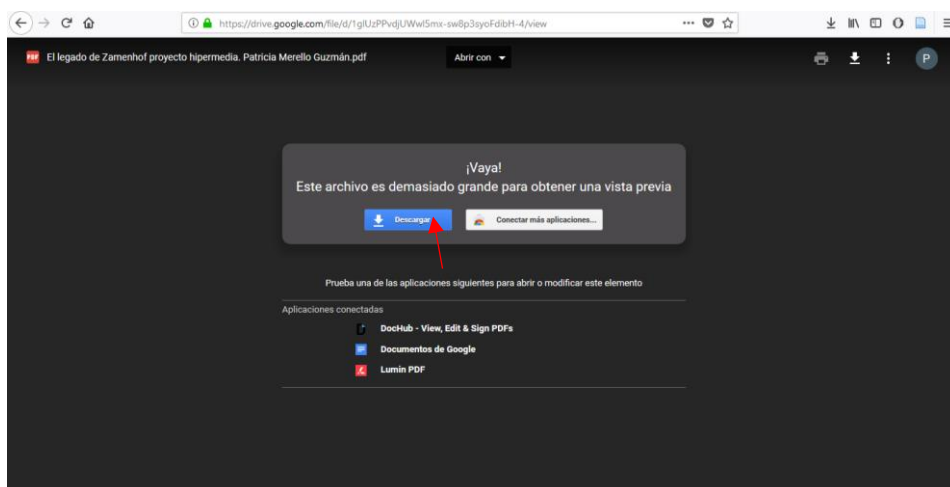 https://drive.google.com/file/d/1glUzPPvdjUWwl5mx-sw8p3syoFdibH-4/view
PDF El legado de Zamenhof proyecto hipermedia. Patricia Merello Guzmán.pdf
Abrir con
P
¡Vaya!
Este archivo es demasiado grande para obtener una vista previa
Descargar
Conectar más aplicaciones...
Prueba una de las aplicaciones siguientes para abrir o modificar este elemento
Aplicaciones conectadas
DocHub - View, Edit & Sign PDFs
Documentos de Google
Lumin PDF